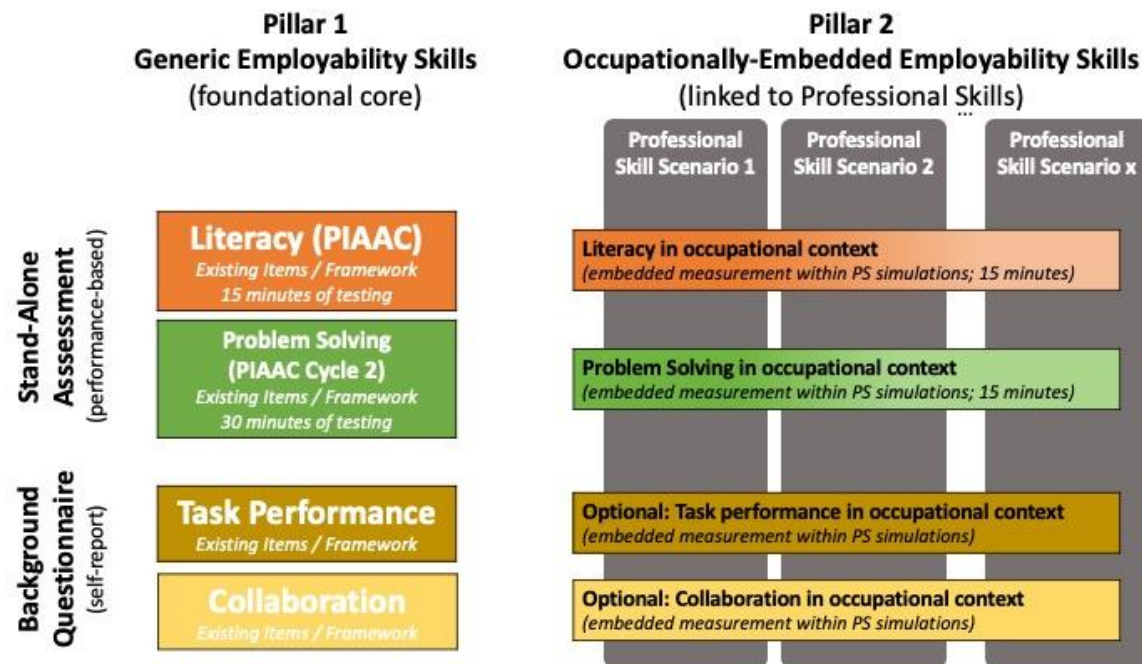 Pillar 1
Generic Employability Skills
(foundational core)
Pillar 2
Occupationally-Embedded Employability Skills
(linked to Professional Skills)
...
Professional
Skill Scenario 1
Professional
Skill Scenario 2
Professional
Skill Scenario x
Stand-Alone
Asssessment
(performance-based)
Literacy (PIAAC)
Existing Items / Framework
15 minutes of testing
Literacy in occupational context
(embedded measurement within PS simulations; 15 minutes)
Problem Solving
(PIAAC Cycle 2)
Existing Items / Framework
30 minutes of testing
Problem Solving in occupational context
(embedded measurement within PS simulations; 15 minutes)
Background
Questionnaire
(self-report)
Task Performance
Existing Items / Framework
Optional: Task performance in occupational context
(embedded measurement within PS simulations)
Collaboration
Existing Items / Framework
Optional: Collaboration in occupational context
(embedded measurement within PS simulations)